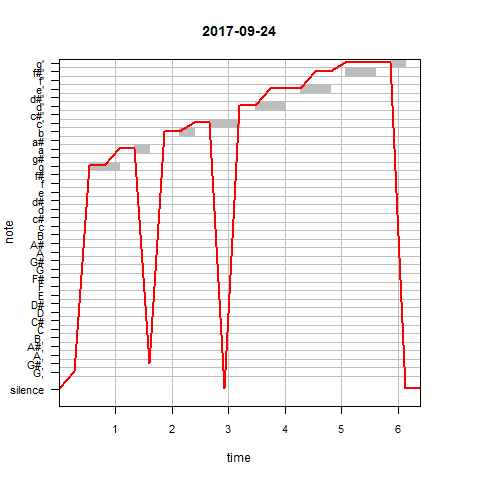 2017-09-24
g'
f#'
f'
e'
d#'
d'
c#'
c'
b
a#
a
g#
g
f#
f
e
d#
d
c#
c
B
A#
A
G#
G
F#
F
E
D#
D
C#
C
B,
A#,
A,
G#,
G,
silence
note
1 2 3 4 5 6
time